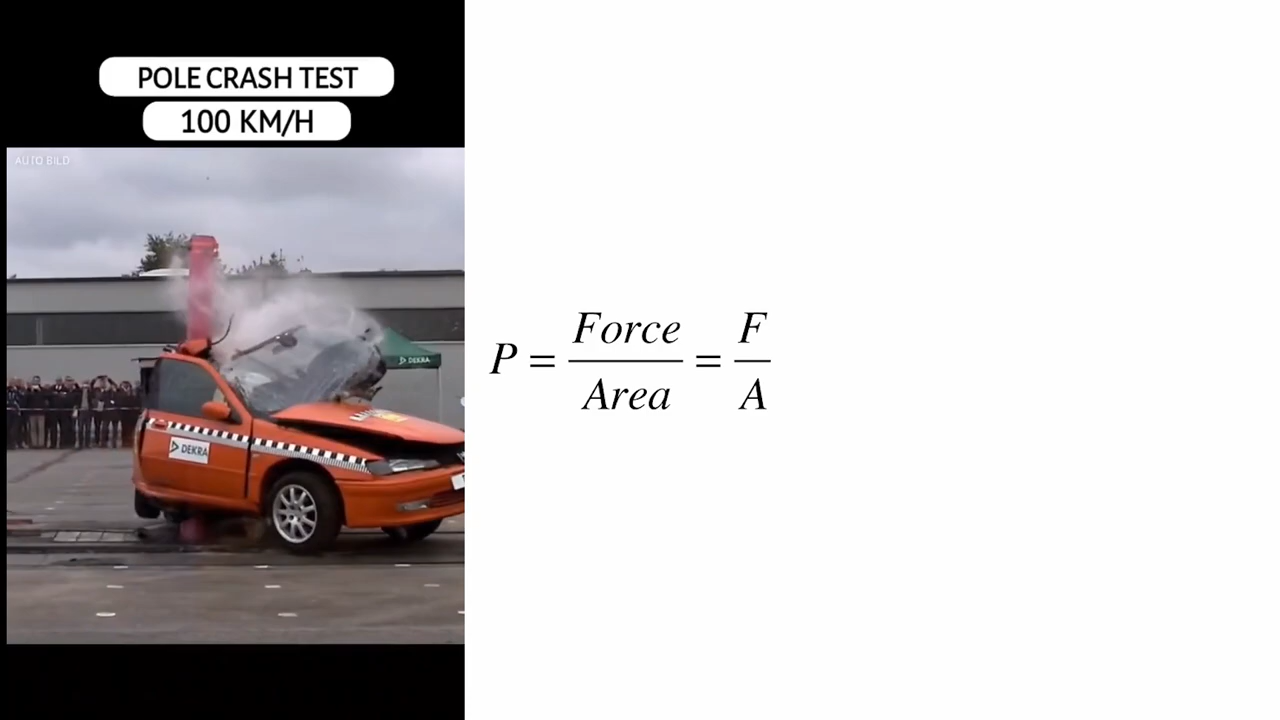 POLE CRASH TEST
100 KM/H
AUTO BILD
DEKRA
DEKRA
P = Force / Area = F / A